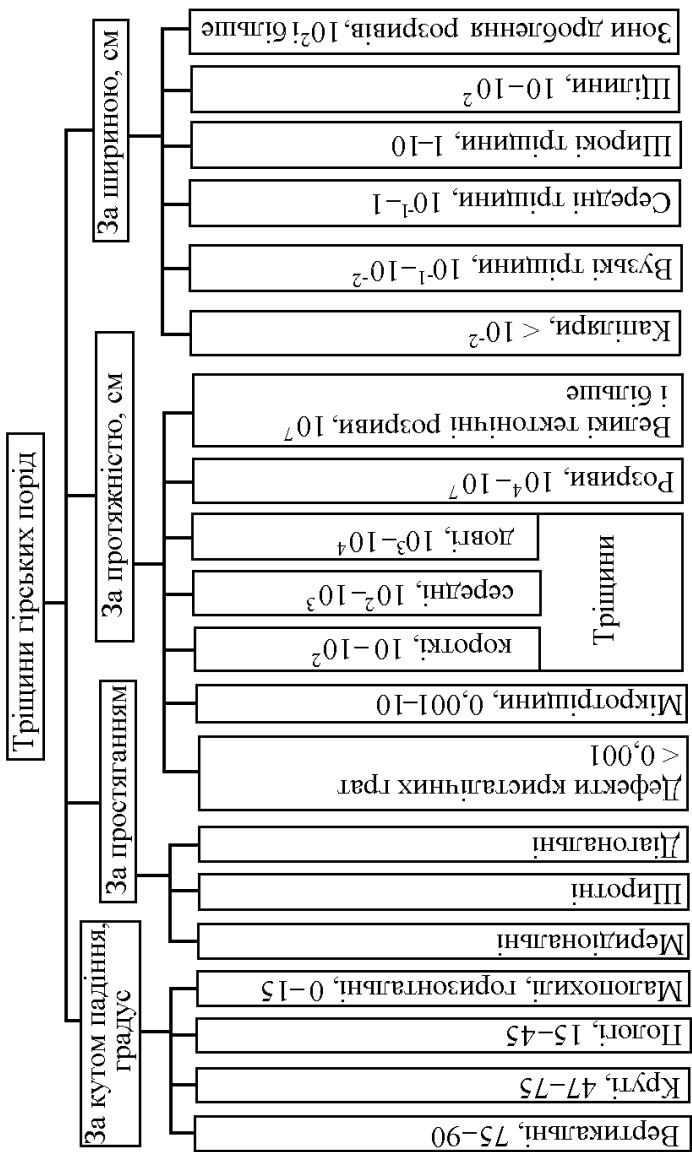 Тріщини гірських порід
За кутом падіння,
градус
Вертикальні, 75–90
Круті, 47–75
Пологі, 15–45
Малопохилі, горизонтальні, 0–15
За простяганням
Меридіональні
Широтні
Діагональні
За протяжністю, см
Дефекти кристалічних грат
< 0,001
Мікротріщини, 0,001–10
Тріщини
короткі, 10–10²
середні, 10²–10³
довгі, 10³–10⁴
Розриви, 10⁴–10⁷
Великі тектонічні розриви, 10⁷
і більше
За шириною, см
Капіляри, < 10⁻²
Вузькі тріщини, 10⁻¹–10⁻²
Середні тріщини, 10⁻¹–1
Широкі тріщини, 1–10
Щілини, 10–10²
Зони дроблення розривів, 10² і більше